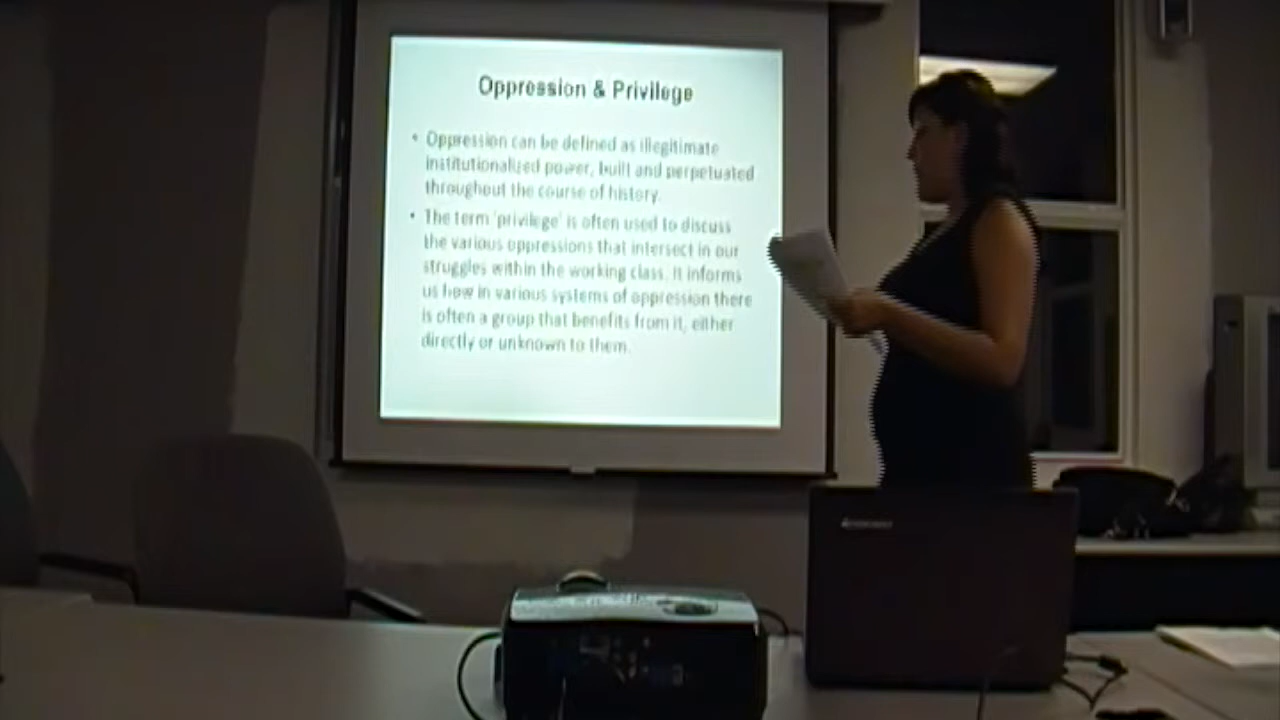 Oppression & Privilege
• Oppression can be defined as illegitimate
institutionalized power, built and perpetuated
throughout the course of history.
• The term 'privilege' is often used to discuss
the various oppressions that intersect in our
struggles within the working class. It informs
us how in various systems of oppression there
is often a group that benefits from it, either
directly or unknown to them.